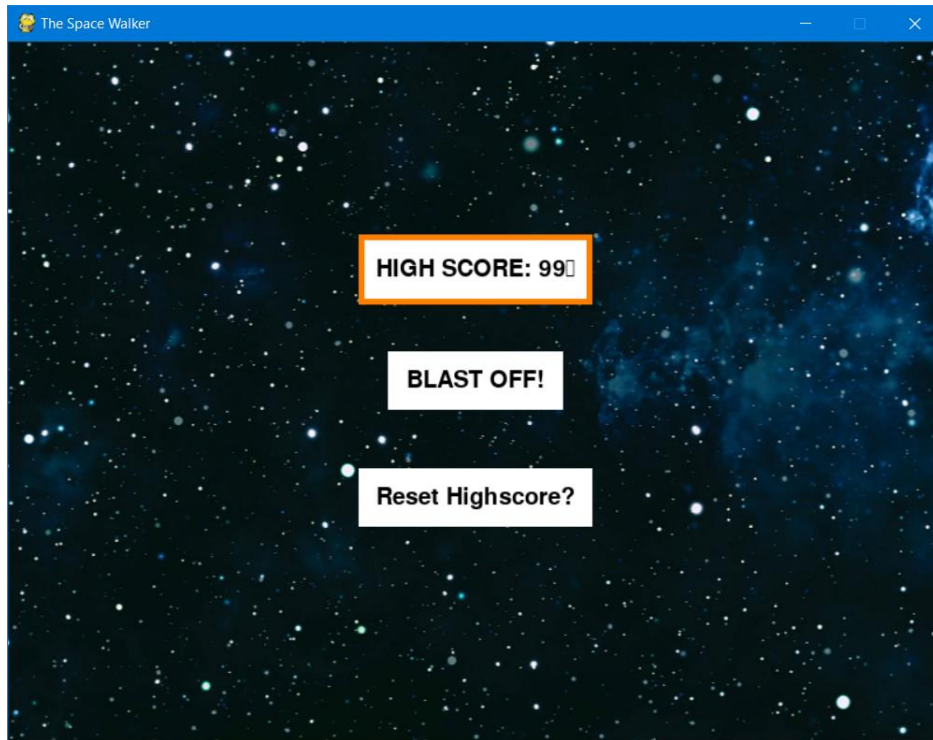 The Space Walker
HIGH SCORE: 99▯
BLAST OFF!
Reset Highscore?